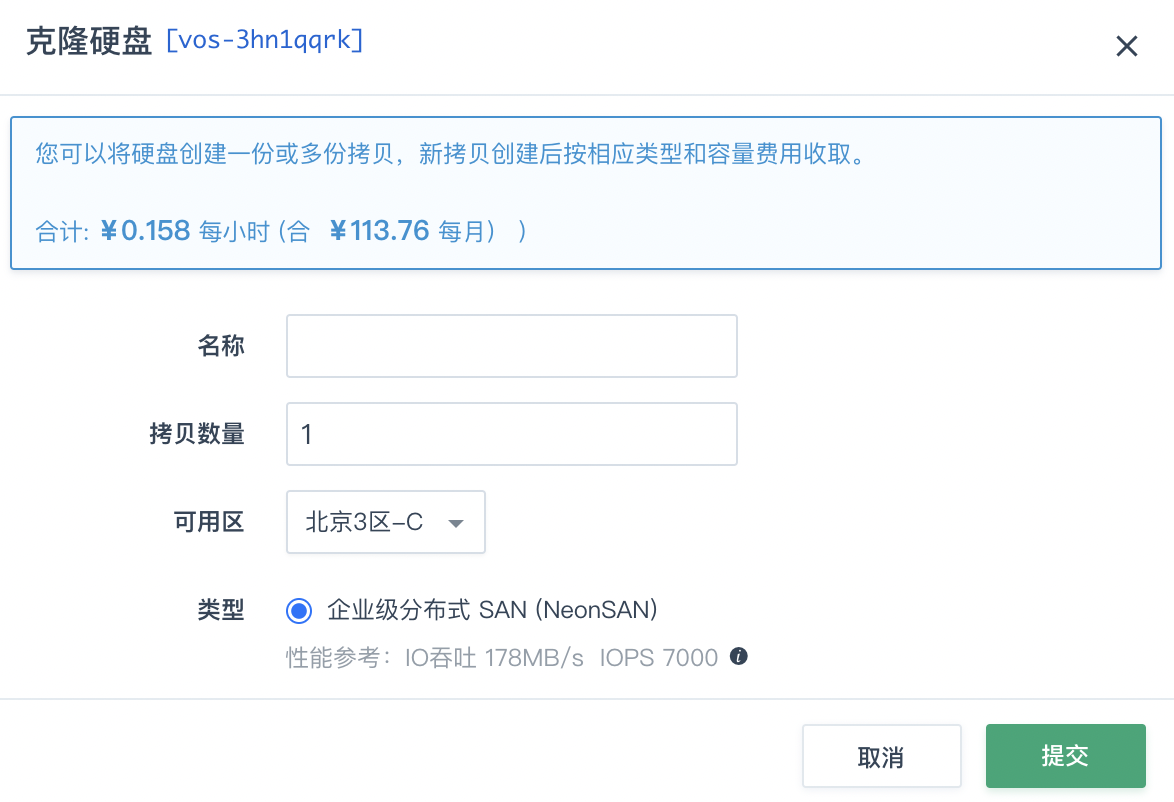 克隆硬盘 [vos-3hn1qqrk]
您可以将硬盘创建一份或多份拷贝，新拷贝创建后按相应类型和容量费用收取。
合计: ¥0.158 每小时 (合 ¥113.76 每月） )
名称
拷贝数量 1
可用区 北京3区-C
类型 企业级分布式 SAN (NeonSAN)
性能参考： IO吞吐 178MB/s IOPS 7000
取消 提交